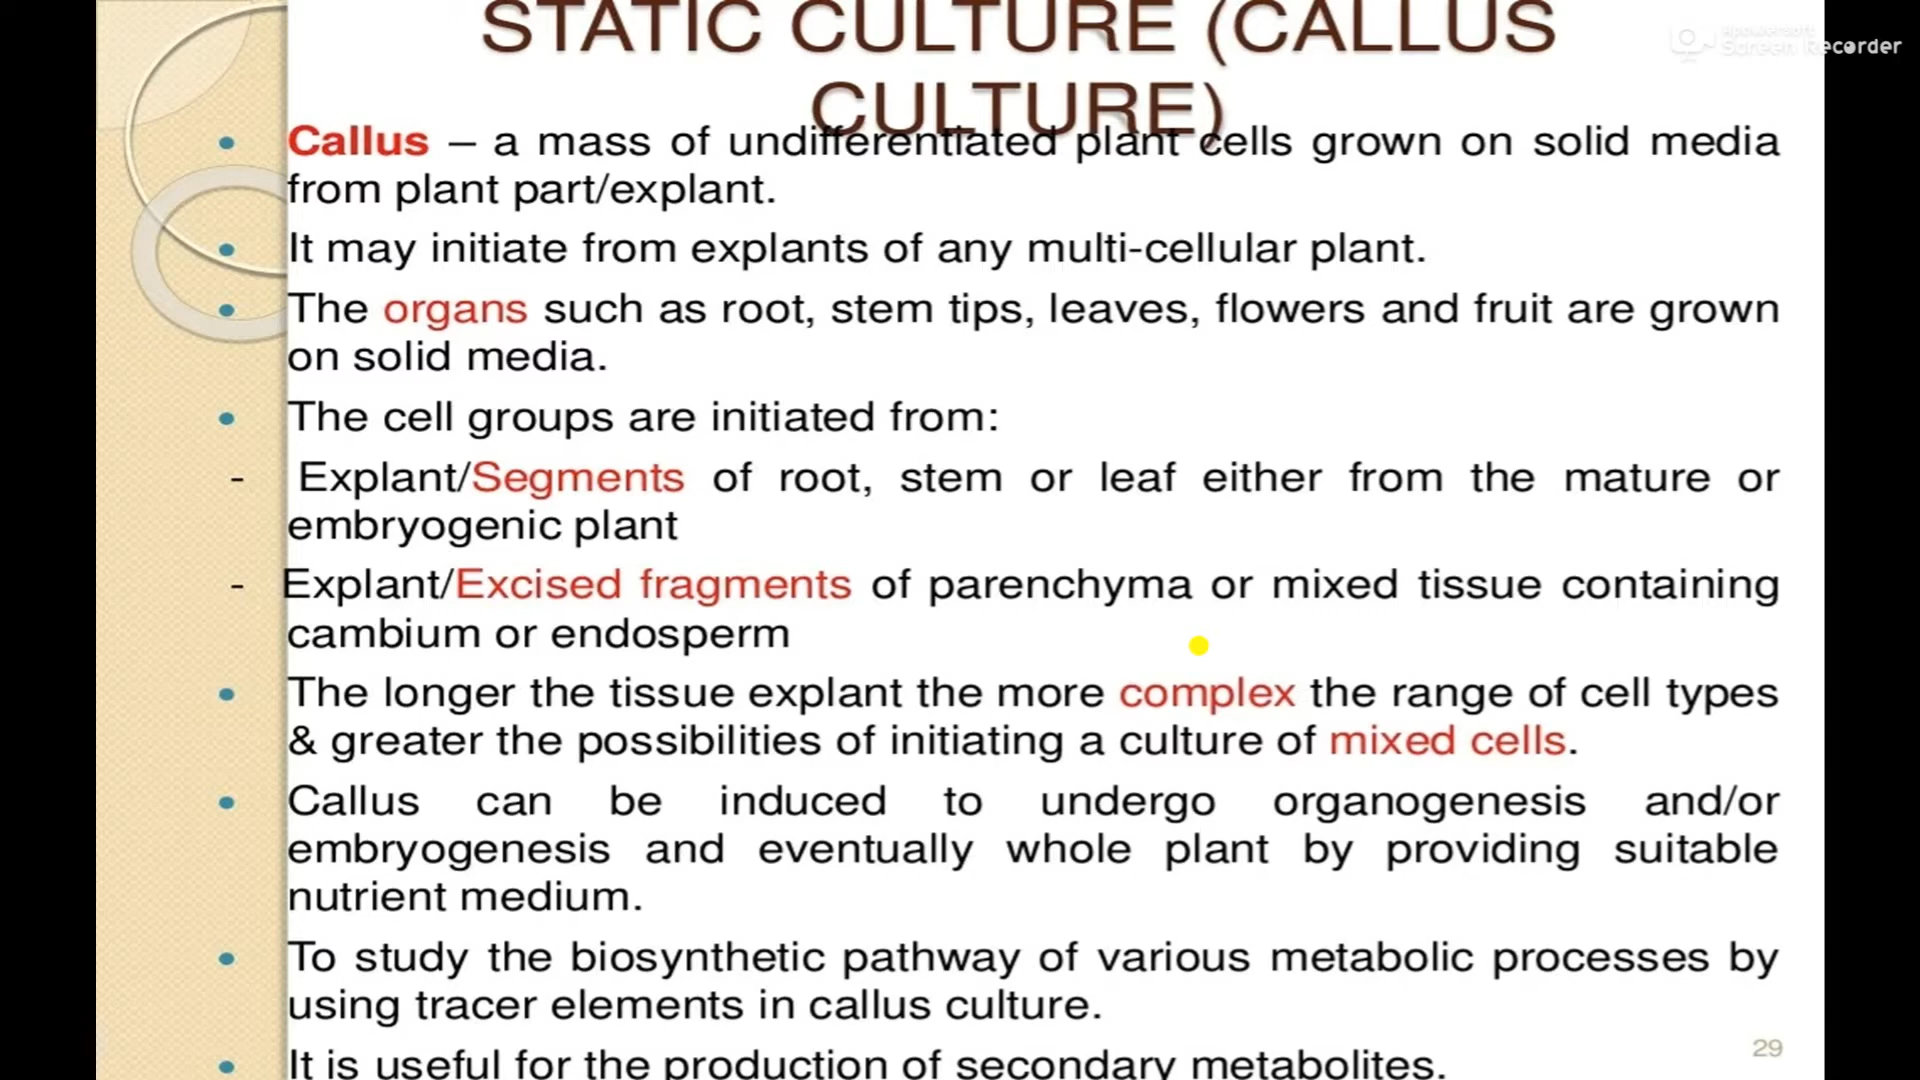 STATIC CULTURE (CALLUS
CULTURE)
Screen Recorder
• Callus – a mass of undifferentiated plant cells grown on solid media
from plant part/explant.
• It may initiate from explants of any multi-cellular plant.
• The organs such as root, stem tips, leaves, flowers and fruit are grown
on solid media.
• The cell groups are initiated from:
- Explant/Segments of root, stem or leaf either from the mature or
embryogenic plant
- Explant/Excised fragments of parenchyma or mixed tissue containing
cambium or endosperm
• The longer the tissue explant the more complex the range of cell types
& greater the possibilities of initiating a culture of mixed cells.
• Callus can be induced to undergo organogenesis and/or
embryogenesis and eventually whole plant by providing suitable
nutrient medium.
• To study the biosynthetic pathway of various metabolic processes by
using tracer elements in callus culture.
• It is useful for the production of secondary metabolites.
29